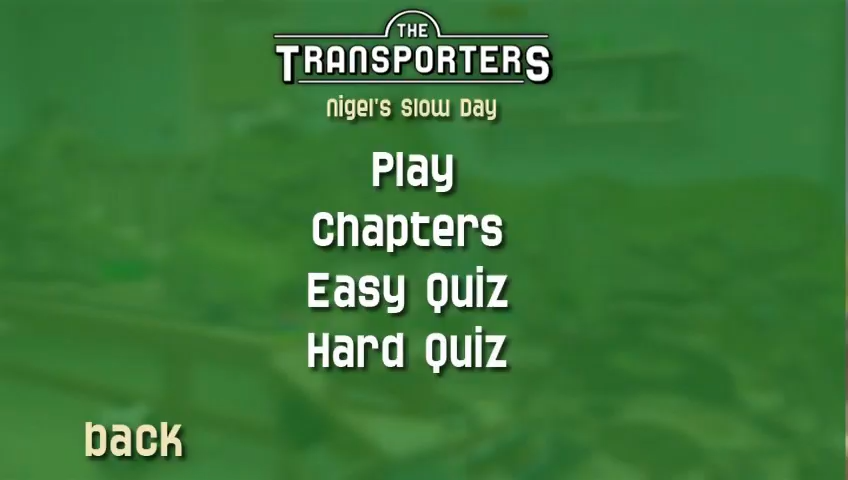 THE
TRANSPORTERS
Nigel's Slow Day
Play
Chapters
Easy Quiz
Hard Quiz
back